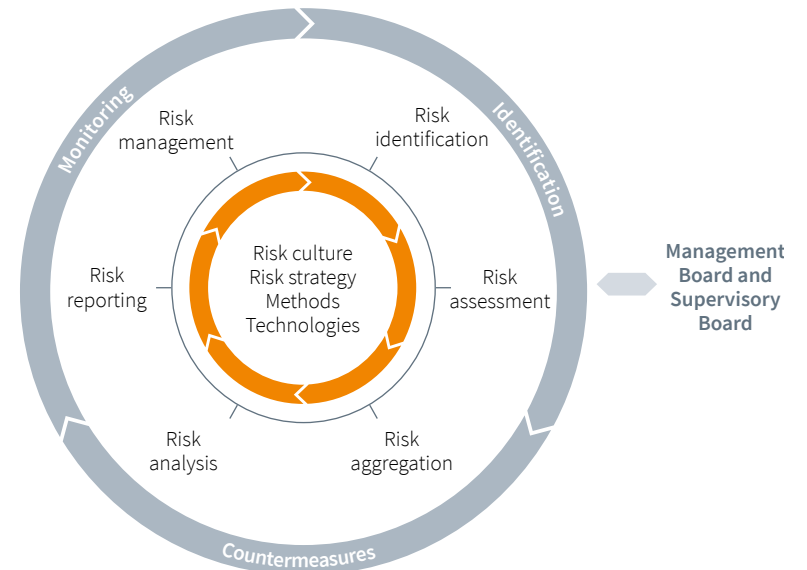 Monitoring
Identification
Risk
management
Risk
identification
Risk culture
Risk strategy
Methods
Technologies
Risk
reporting
Risk
assessment
Management
Board and
Supervisory
Board
Risk
analysis
Risk
aggregation
Countermeasures